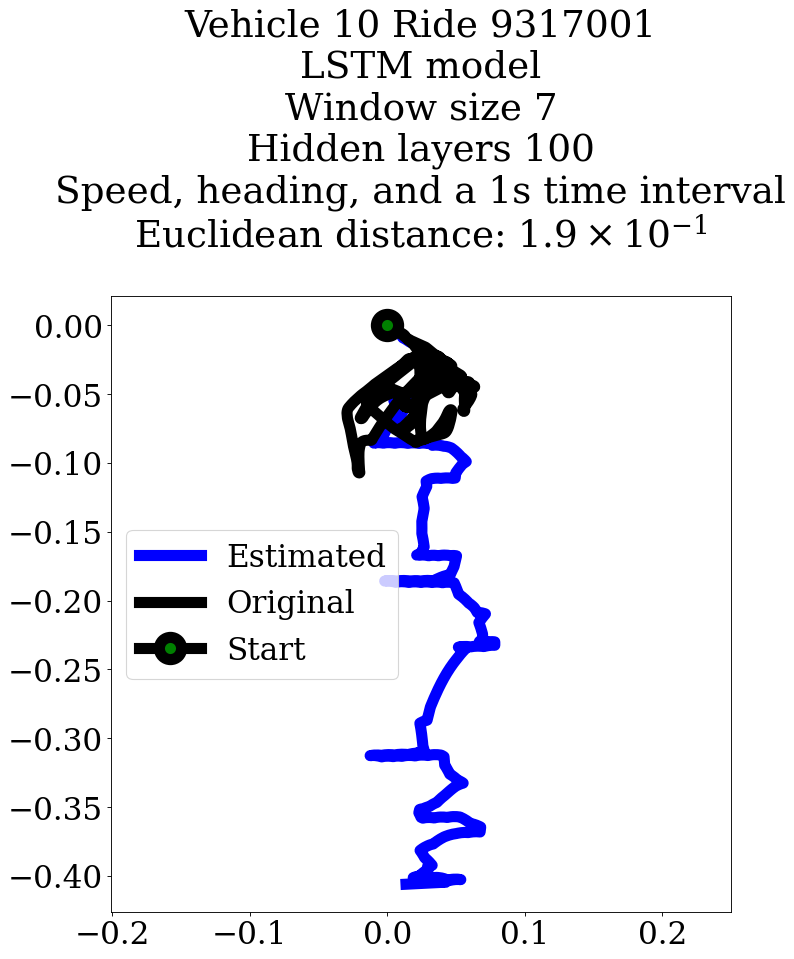 Vehicle 10 Ride 9317001
LSTM model
Window size 7
Hidden layers 100
Speed, heading, and a 1s time interval
Euclidean distance: 1.9 × 10⁻¹
0.00
−0.05
−0.10
−0.15
−0.20
−0.25
−0.30
−0.35
−0.40
Estimated
Original
Start
−0.2 −0.1 0.0 0.1 0.2